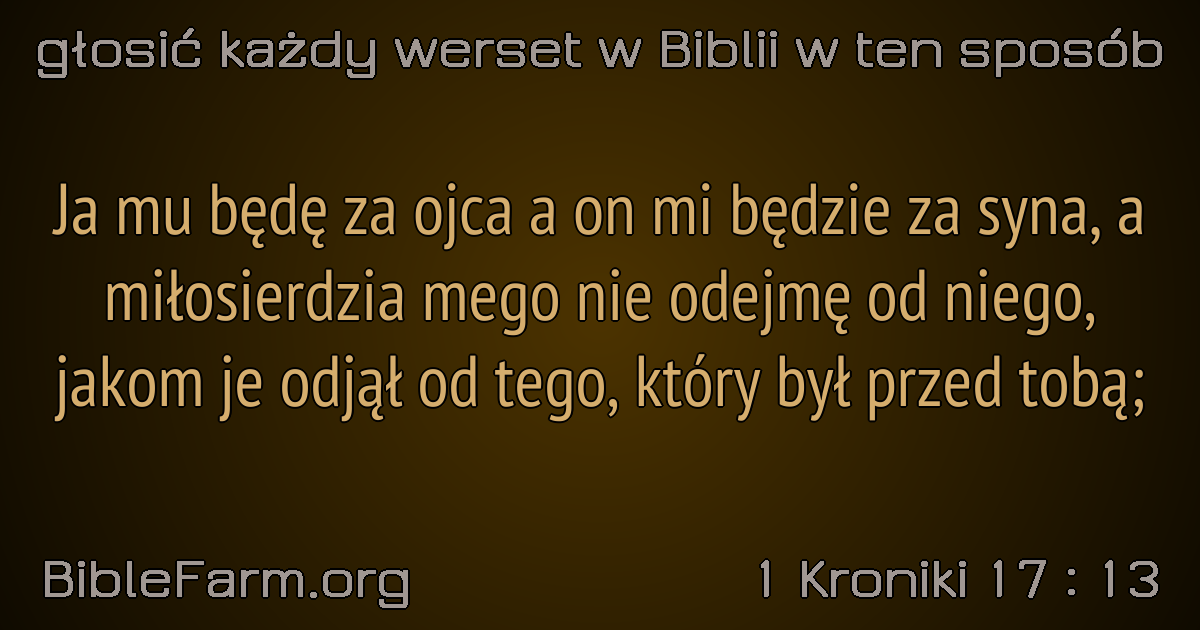 głosić każdy werset w Biblii w ten sposób
Ja mu będę za ojca a on mi będzie za syna, a
miłosierdzia mego nie odejmę od niego,
jakom je odjął od tego, który był przed tobą;
BibleFarm.org
1 Kroniki 17 : 13